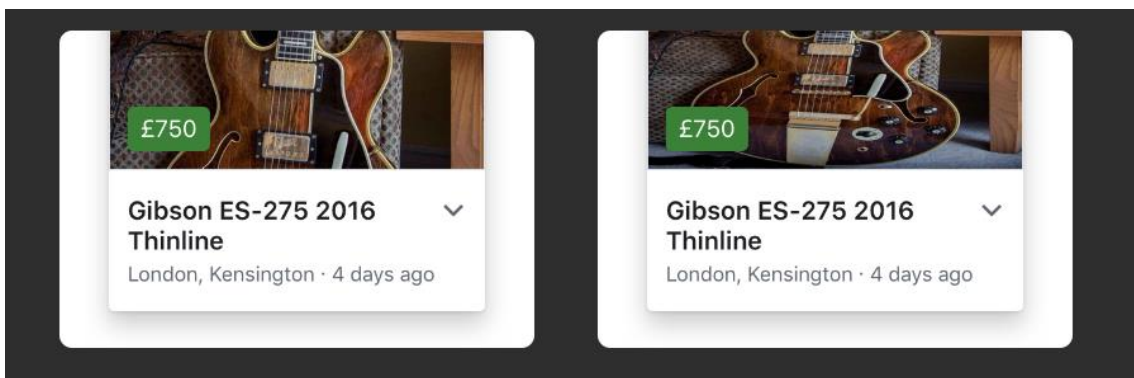 £750
Gibson ES-275 2016
Thinline
London, Kensington · 4 days ago
£750
Gibson ES-275 2016
Thinline
London, Kensington · 4 days ago